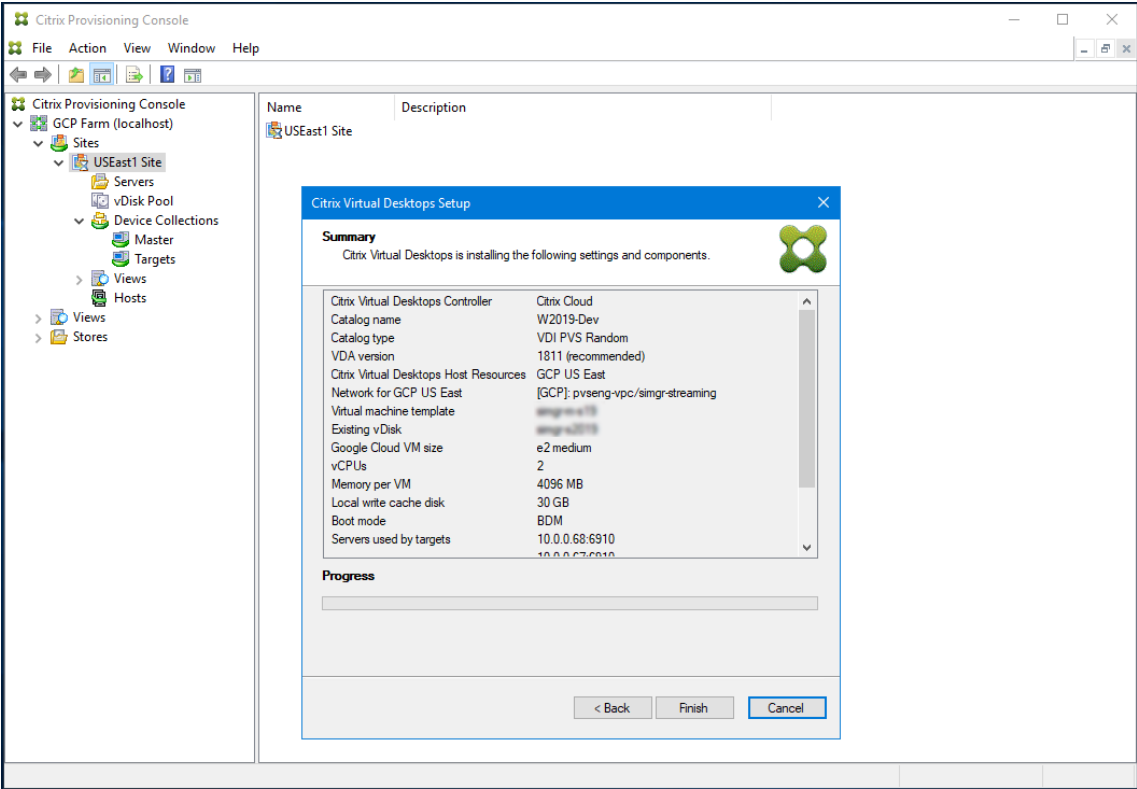 Citrix Provisioning Console
File Action View Window Help
Citrix Provisioning Console
GCP Farm (localhost)
Sites
USEast1 Site
Servers
vDisk Pool
Device Collections
Master
Targets
Views
Hosts
Views
Stores
Name Description
USEast1 Site
Citrix Virtual Desktops Setup
Summary
Citrix Virtual Desktops is installing the following settings and components.
Citrix Virtual Desktops Controller Citrix Cloud
Catalog name W2019-Dev
Catalog type VDI PVS Random
VDA version 1811 (recommended)
Citrix Virtual Desktops Host Resources GCP US East
Network for GCP US East [GCP]: pvseng-vpc/simgr-streaming
Virtual machine template
Existing vDisk
Google Cloud VM size e2 medium
vCPUs 2
Memory per VM 4096 MB
Local write cache disk 30 GB
Boot mode BDM
Servers used by targets 10.0.0.68:6910
10.0.0.67:6910
Progress
< Back Finish Cancel